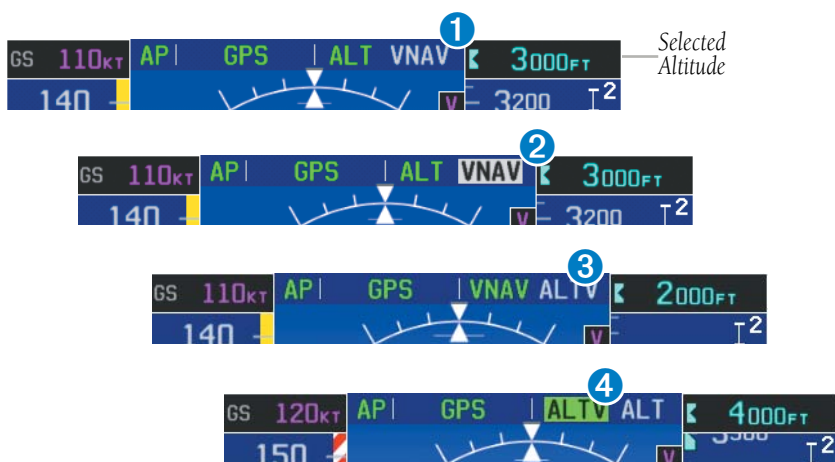 1
GS 110KT AP GPS ALT VNAV 3000FT Selected Altitude
140 V 3200 2
2
GS 110KT AP GPS ALT VNAV 3000FT
140 V 3200 2
3
GS 110KT AP GPS VNAV ALTV 2000FT
140 V 2
4
GS 120KT AP GPS ALTV ALT 4000FT
150 V 2